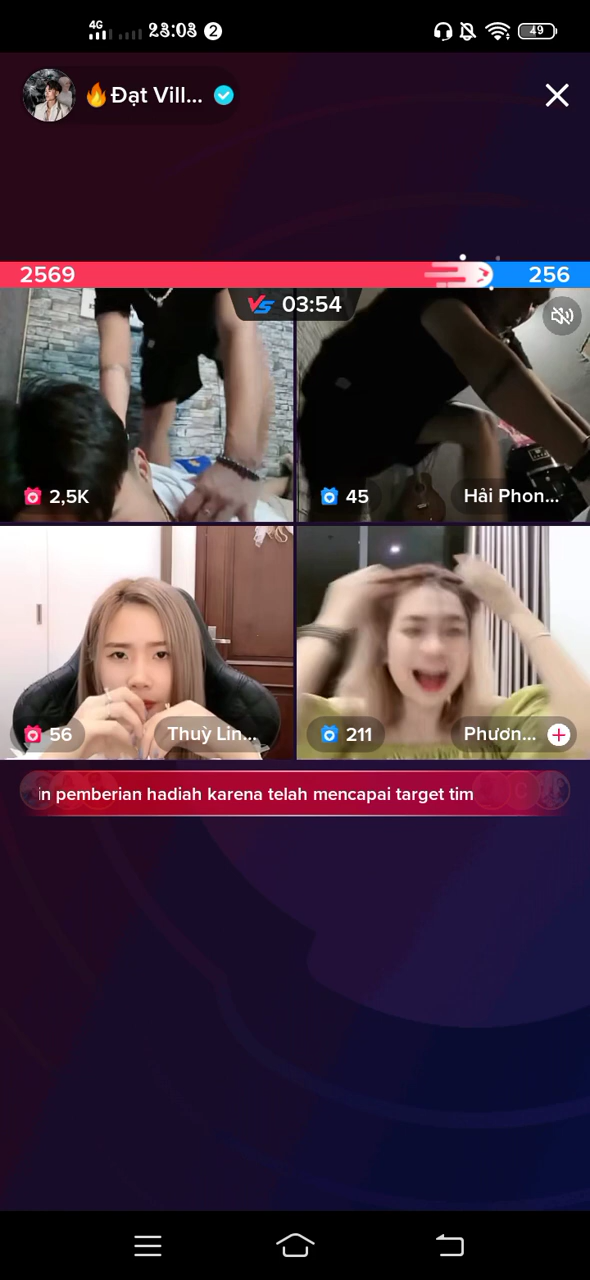 4G
23:03
2
49
🔥Đạt Vill...
2569
256
VS 03:54
2,5K
45
Hải Phon...
56
Thuỳ Lin...
211
Phươn...
in pemberian hadiah karena telah mencapai target tim